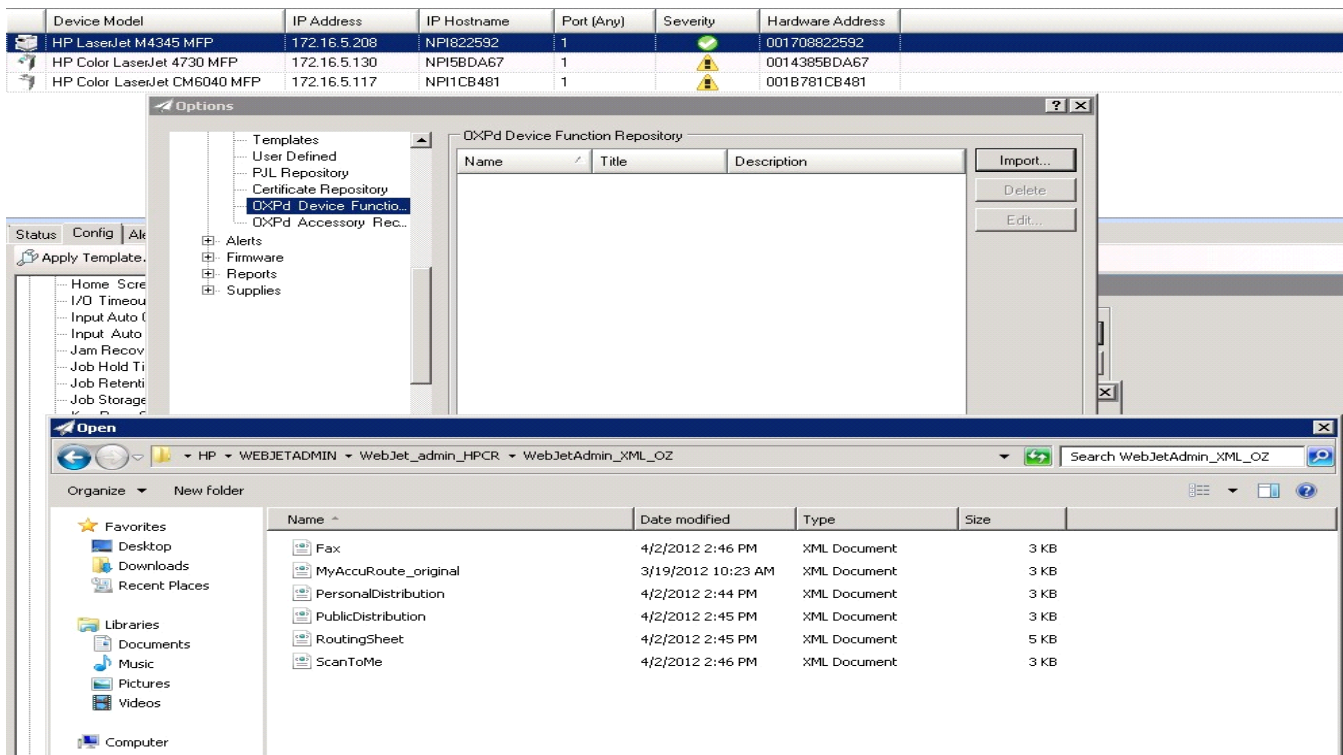 Device Model IP Address IP Hostname Port (Any) Severity Hardware Address
HP LaserJet M4345 MFP 172.16.5.208 NPI822592 1 001708822592
HP Color LaserJet 4730 MFP 172.16.5.130 NPI5BDA67 1 0014385BDA67
HP Color LaserJet CM6040 MFP 172.16.5.117 NPI1CB481 1 001B781CB481
Options
Templates
User Defined
PJL Repository
Certificate Repository
OXPd Device Functio...
OXPd Accessory Rec...
Alerts
Firmware
Reports
Supplies
OXPd Device Function Repository
Name Title Description
Import...
Delete
Edit...
Status Config Ale
Apply Template.
Home Scre
I/O Timeou
Input Auto
Input Auto
Jam Recov
Job Hold Ti
Job Retenti
Job Storage
Open
HP WEBJETADMIN WebJet_admin_HPCR WebJetAdmin_XML_OZ
Search WebJetAdmin_XML_OZ
Organize New folder
Favorites
Desktop
Downloads
Recent Places
Libraries
Documents
Music
Pictures
Videos
Computer
Name Date modified Type Size
Fax 4/2/2012 2:46 PM XML Document 3 KB
MyAccuRoute_original 3/19/2012 10:23 AM XML Document 3 KB
PersonalDistribution 4/2/2012 2:44 PM XML Document 3 KB
PublicDistribution 4/2/2012 2:45 PM XML Document 3 KB
RoutingSheet 4/2/2012 2:45 PM XML Document 5 KB
ScanToMe 4/2/2012 2:46 PM XML Document 3 KB